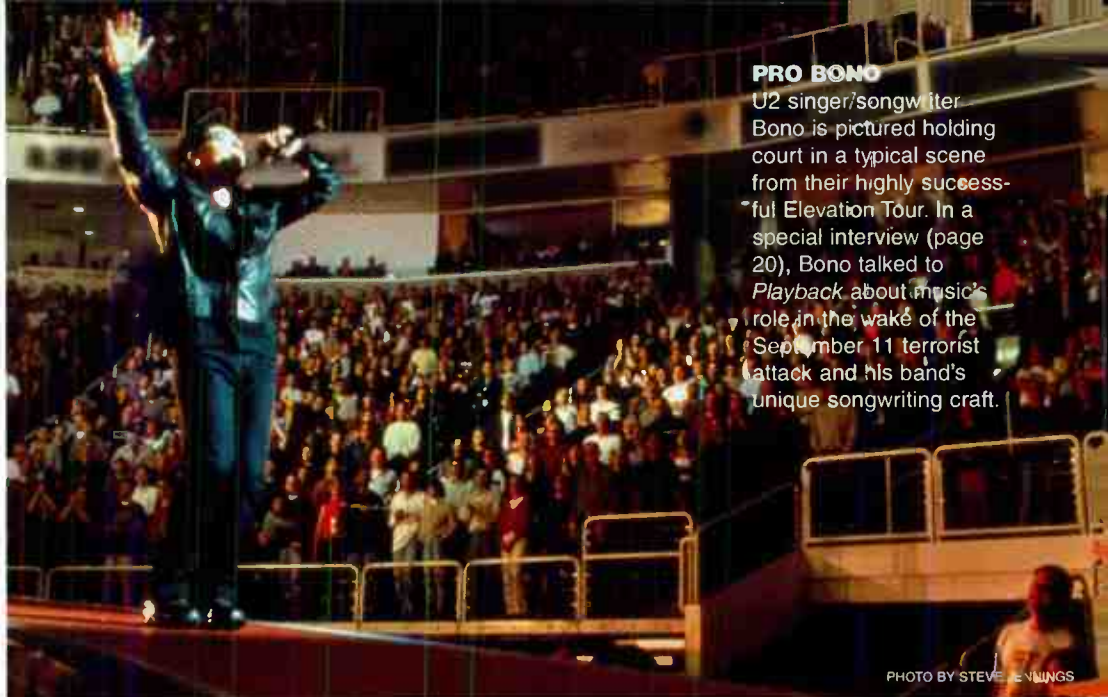 PRO BONO
U2 singer/songwriter
Bono is pictured holding
court in a typical scene
from their highly success-
ful Elevation Tour. In a
special interview (page
20), Bono talked to
Playback about music's
role in the wake of the
September 11 terrorist
attack and his band's
unique songwriting craft.
PHOTO BY STEVE JENNINGS